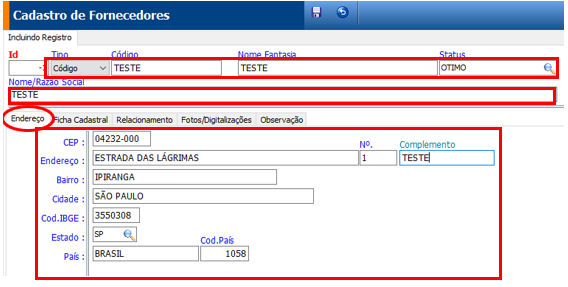 Cadastro de Fornecedores
Incluindo Registro
Id Tipo Código Nome Fantasia Status
Código TESTE TESTE OTIMO
Nome/Razão Social
TESTE
Endereço Ficha Cadastral Relacionamento Fotos/Digitalizações Observação
CEP : 04232-000 Nº. Complemento
Endereço : ESTRADA DAS LÁGRIMAS 1 TESTE
Bairro : IPIRANGA
Cidade : SÃO PAULO
Cod.IBGE : 3550308
Estado : SP Cod.País
País : BRASIL 1058